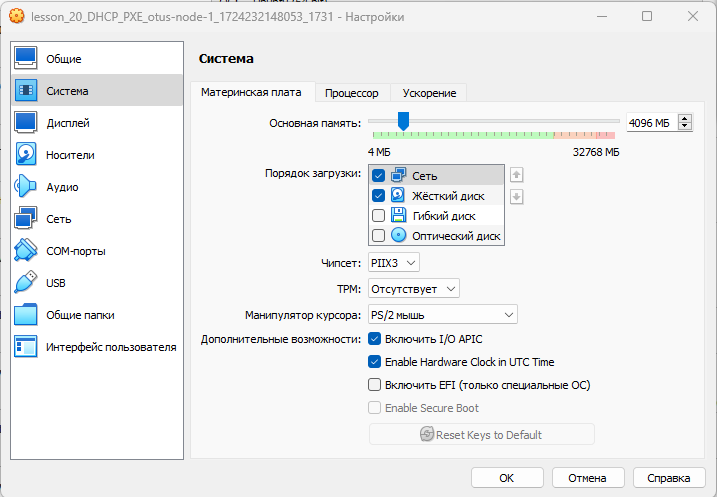 lesson_20_DHCP_PXE_otus-node-1_1724232148053_1731 - Настройки
Общие
Система
Дисплей
Носители
Аудио
Сеть
COM-порты
USB
Общие папки
Интерфейс пользователя
Система
Материнская плата Процессор Ускорение
Основная память: 4096 МБ
4 МБ 32768 МБ
Порядок загрузки: Сеть
Жёсткий диск
Гибкий диск
Оптический диск
Чипсет: PIIX3
TPM: Отсутствует
Манипулятор курсора: PS/2 мышь
Дополнительные возможности: Включить I/O APIC
Enable Hardware Clock in UTC Time
Включить EFI (только специальные ОС)
Enable Secure Boot
Reset Keys to Default
OK Отмена Справка